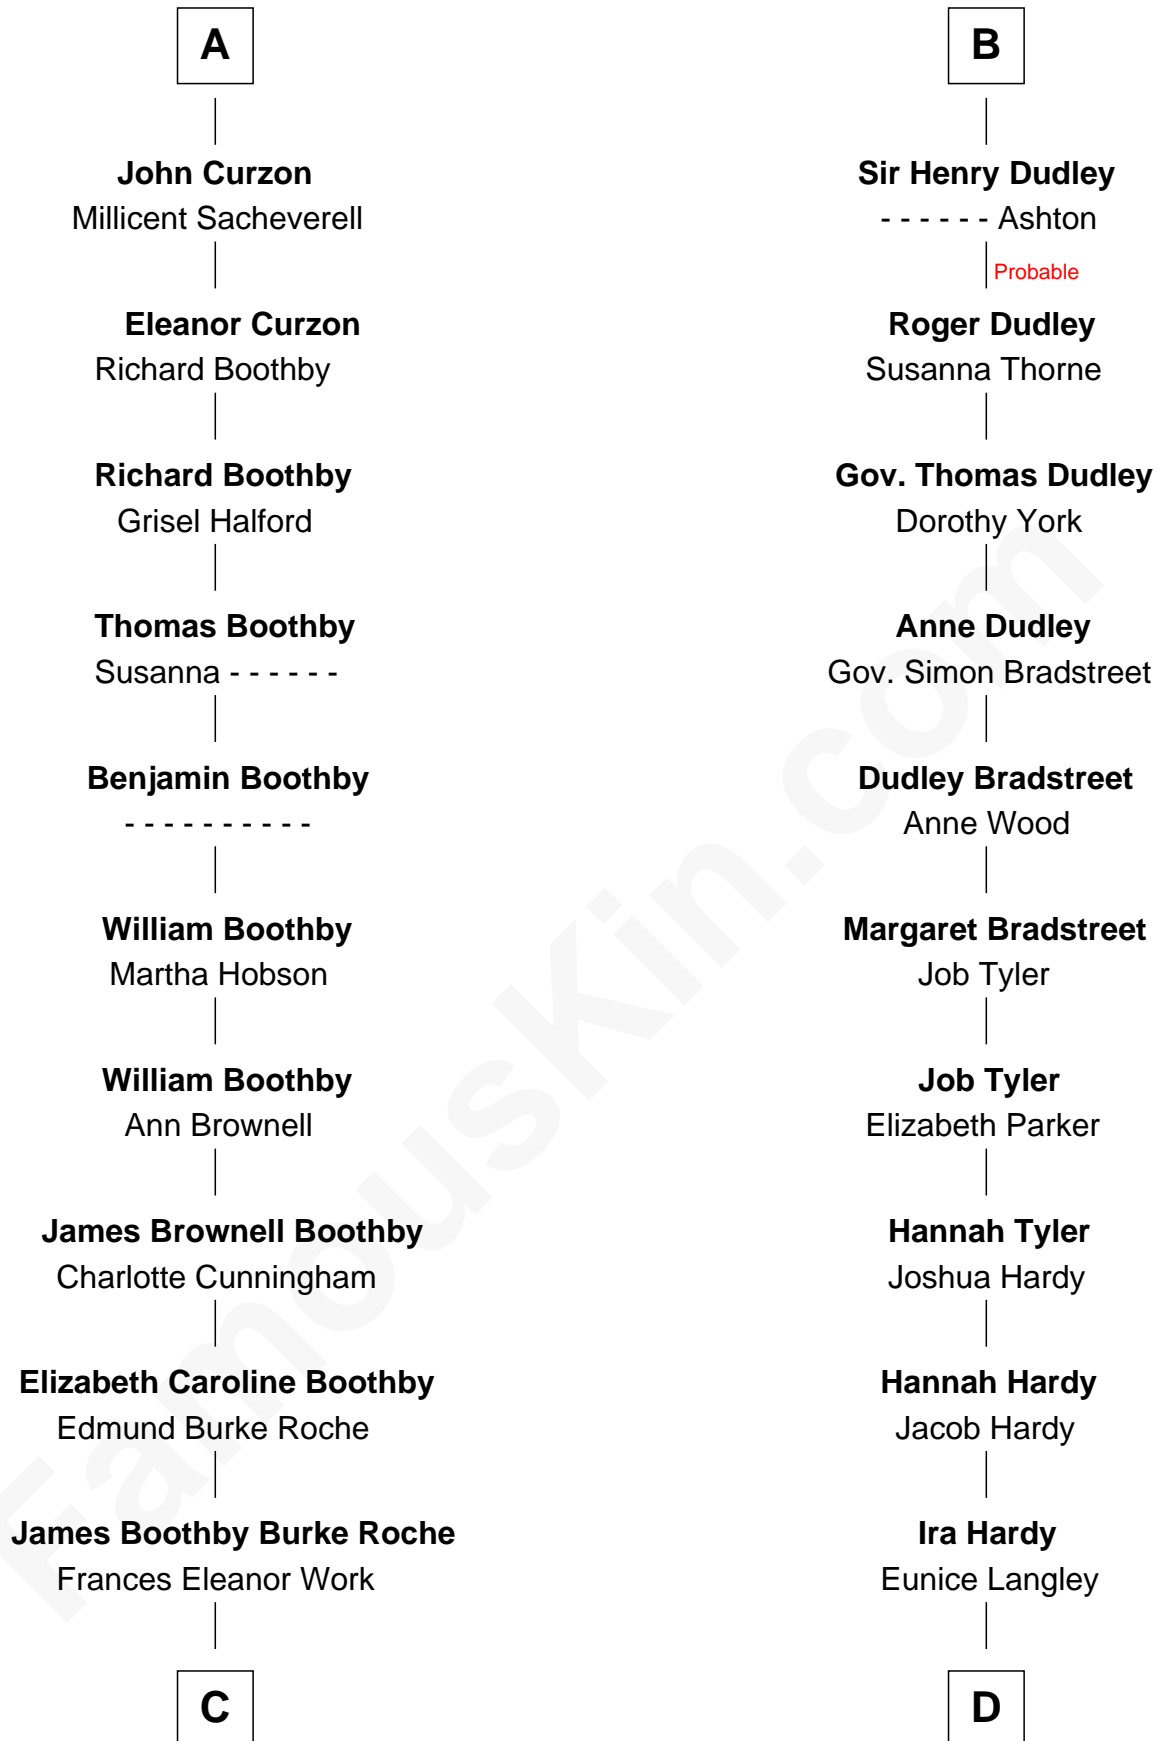 A
John Curzon
Millicent Sacheverell
Eleanor Curzon
Richard Boothby
Richard Boothby
Grisel Halford
Thomas Boothby
Susanna - - - - - -
Benjamin Boothby
- - - - - - - - - -
William Boothby
Martha Hobson
William Boothby
Ann Brownell
James Brownell Boothby
Charlotte Cunningham
Elizabeth Caroline Boothby
Edmund Burke Roche
James Boothby Burke Roche
Frances Eleanor Work
C
B
Sir Henry Dudley
- - - - - - Ashton
Probable
Roger Dudley
Susanna Thorne
Gov. Thomas Dudley
Dorothy York
Anne Dudley
Gov. Simon Bradstreet
Dudley Bradstreet
Anne Wood
Margaret Bradstreet
Job Tyler
Job Tyler
Elizabeth Parker
Hannah Tyler
Joshua Hardy
Hannah Hardy
Jacob Hardy
Ira Hardy
Eunice Langley
D
FamousKin.com